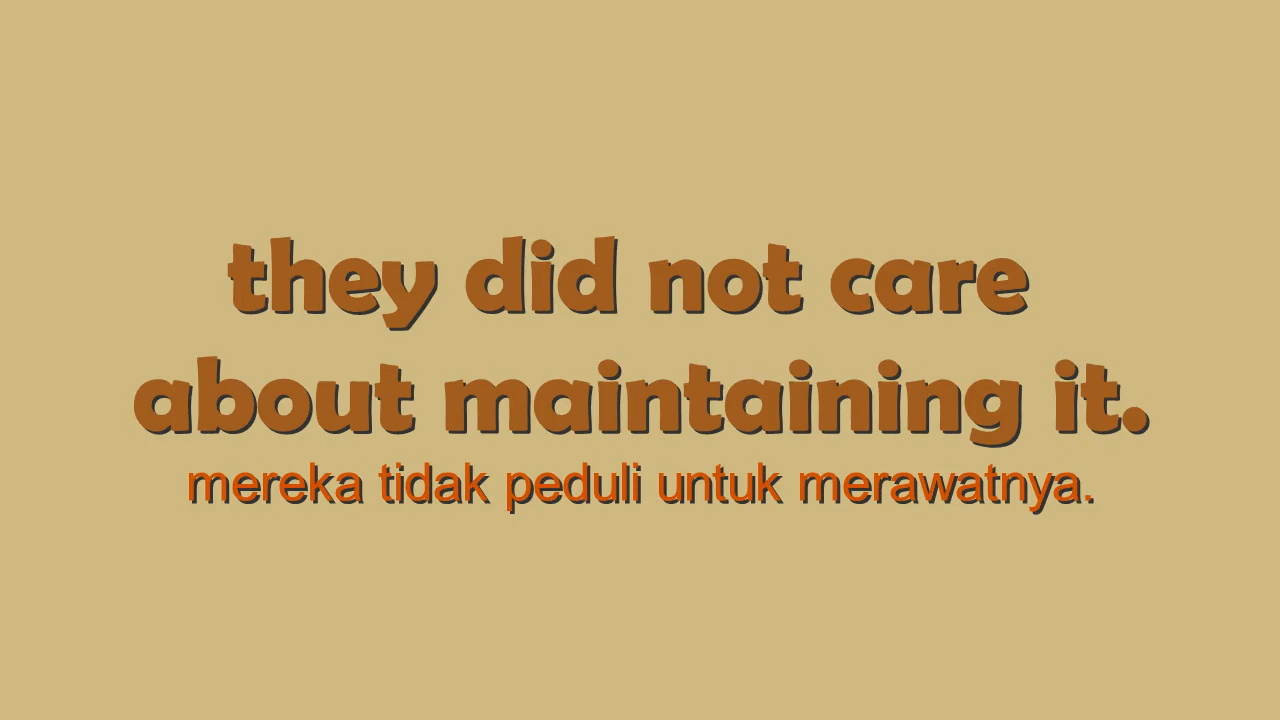 they did not care
about maintaining it.
mereka tidak peduli untuk merawatnya.